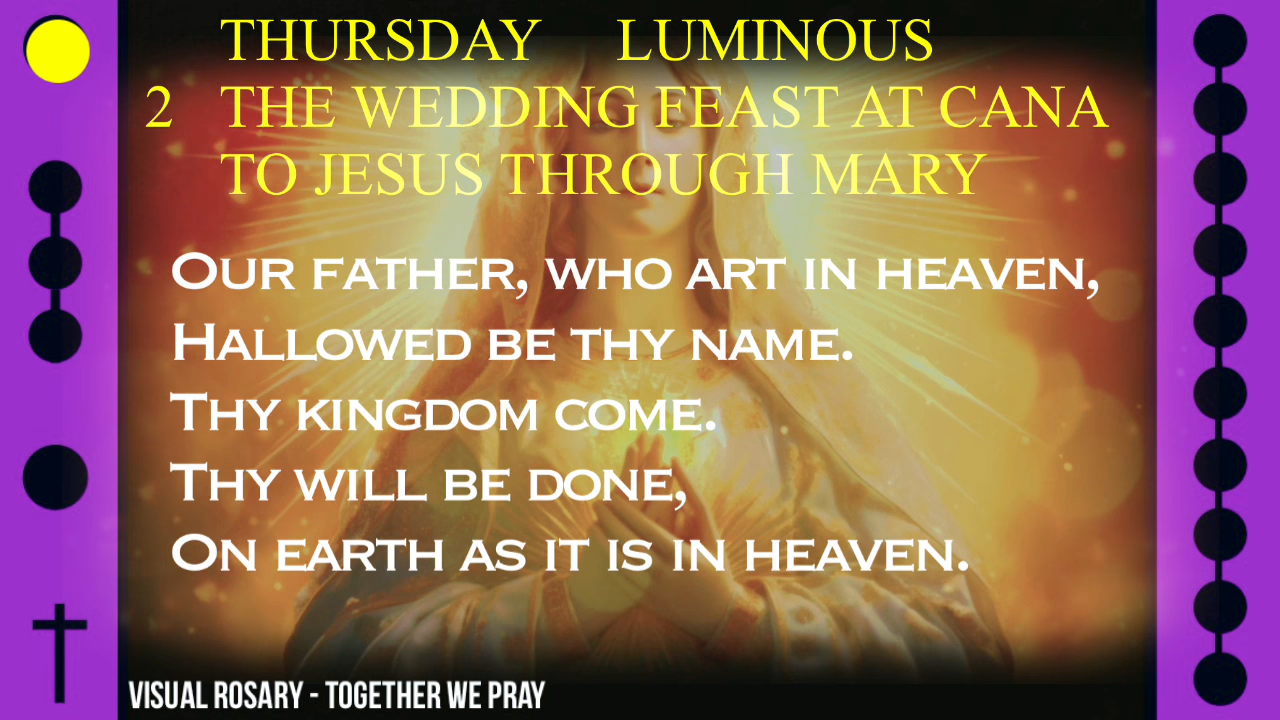 THURSDAY LUMINOUS
2 THE WEDDING FEAST AT CANA
TO JESUS THROUGH MARY
OUR FATHER, WHO ART IN HEAVEN,
HALLOWED BE THY NAME.
THY KINGDOM COME.
THY WILL BE DONE,
ON EARTH AS IT IS IN HEAVEN.
VISUAL ROSARY - TOGETHER WE PRAY